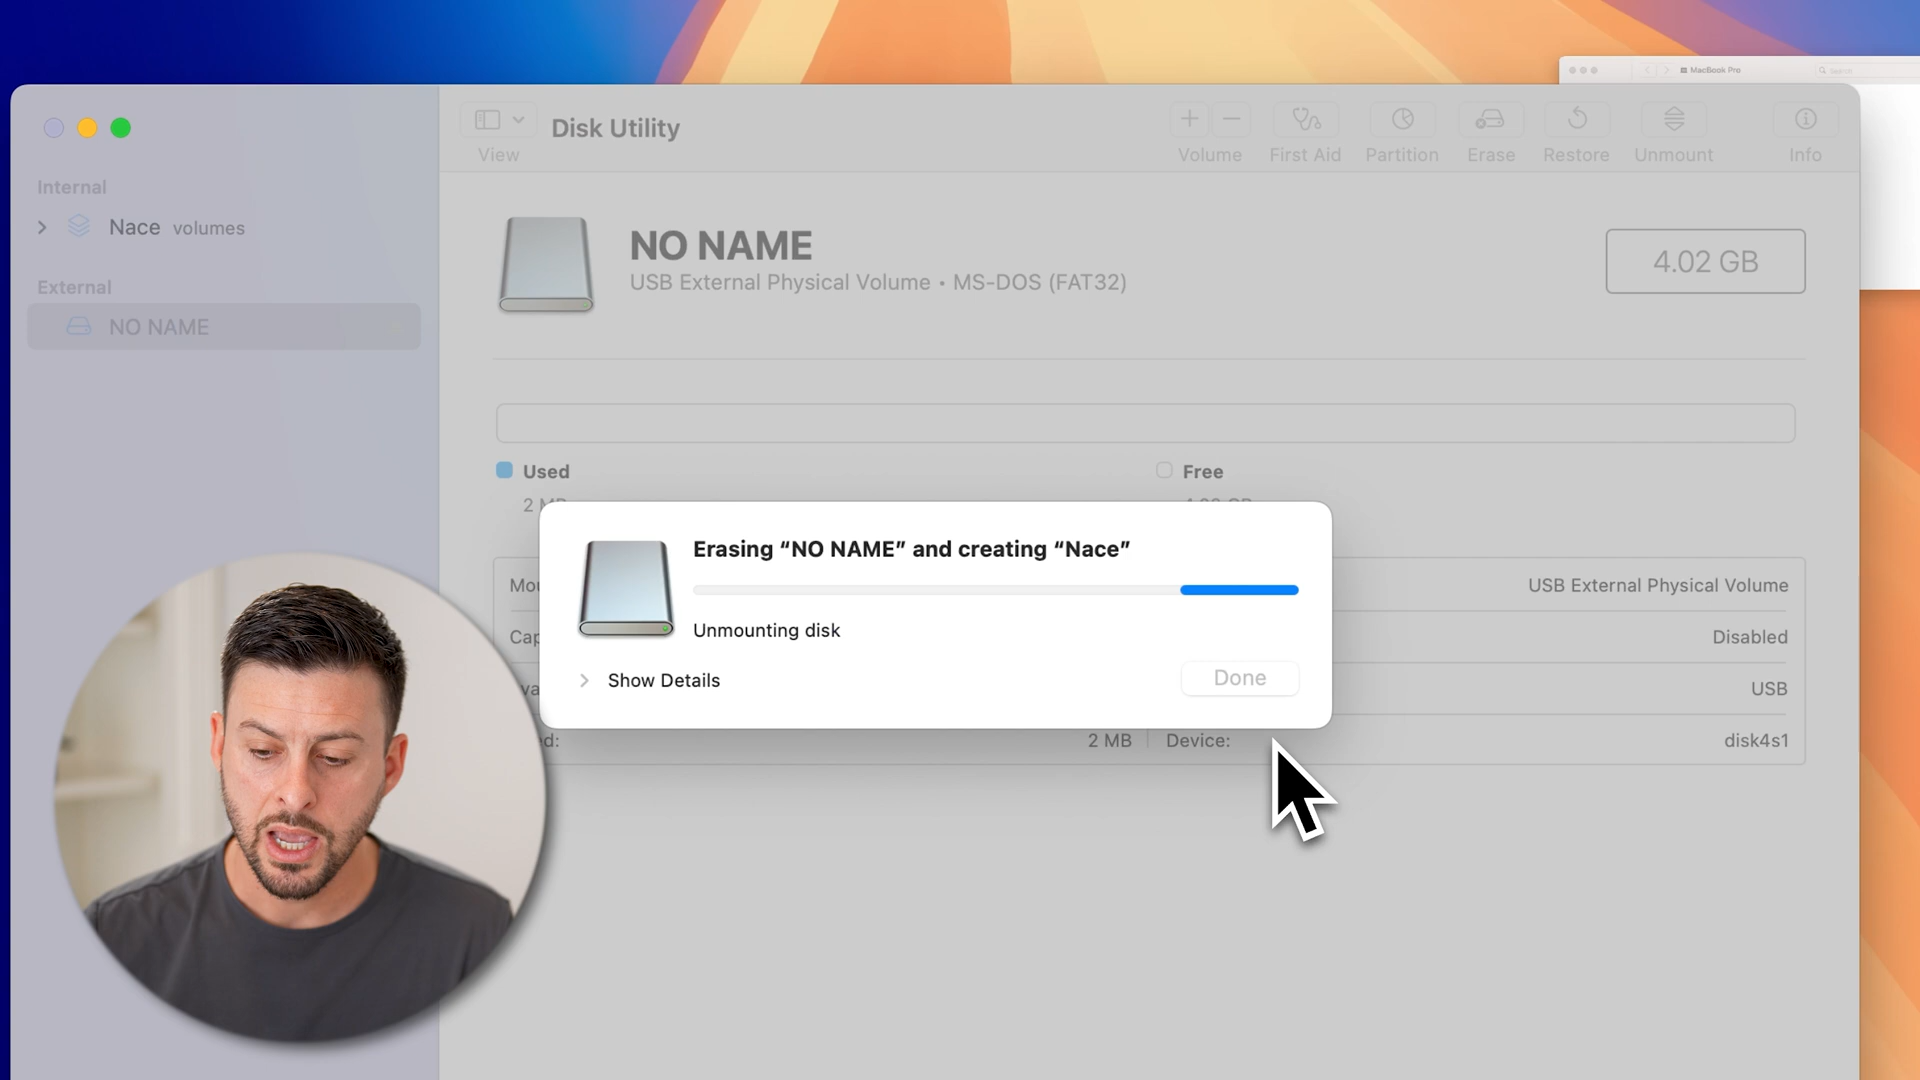 MacBook Pro
View
Disk Utility
Volume
First Aid
Partition
Erase
Restore
Unmount
Info
Internal
Nace volumes
External
NO NAME
NO NAME
USB External Physical Volume • MS-DOS (FAT32)
4.02 GB
Used
Free
Erasing “NO NAME” and creating “Nace”
Unmounting disk
Show Details
Done
USB External Physical Volume
Disabled
USB
2 MB
Device:
disk4s1